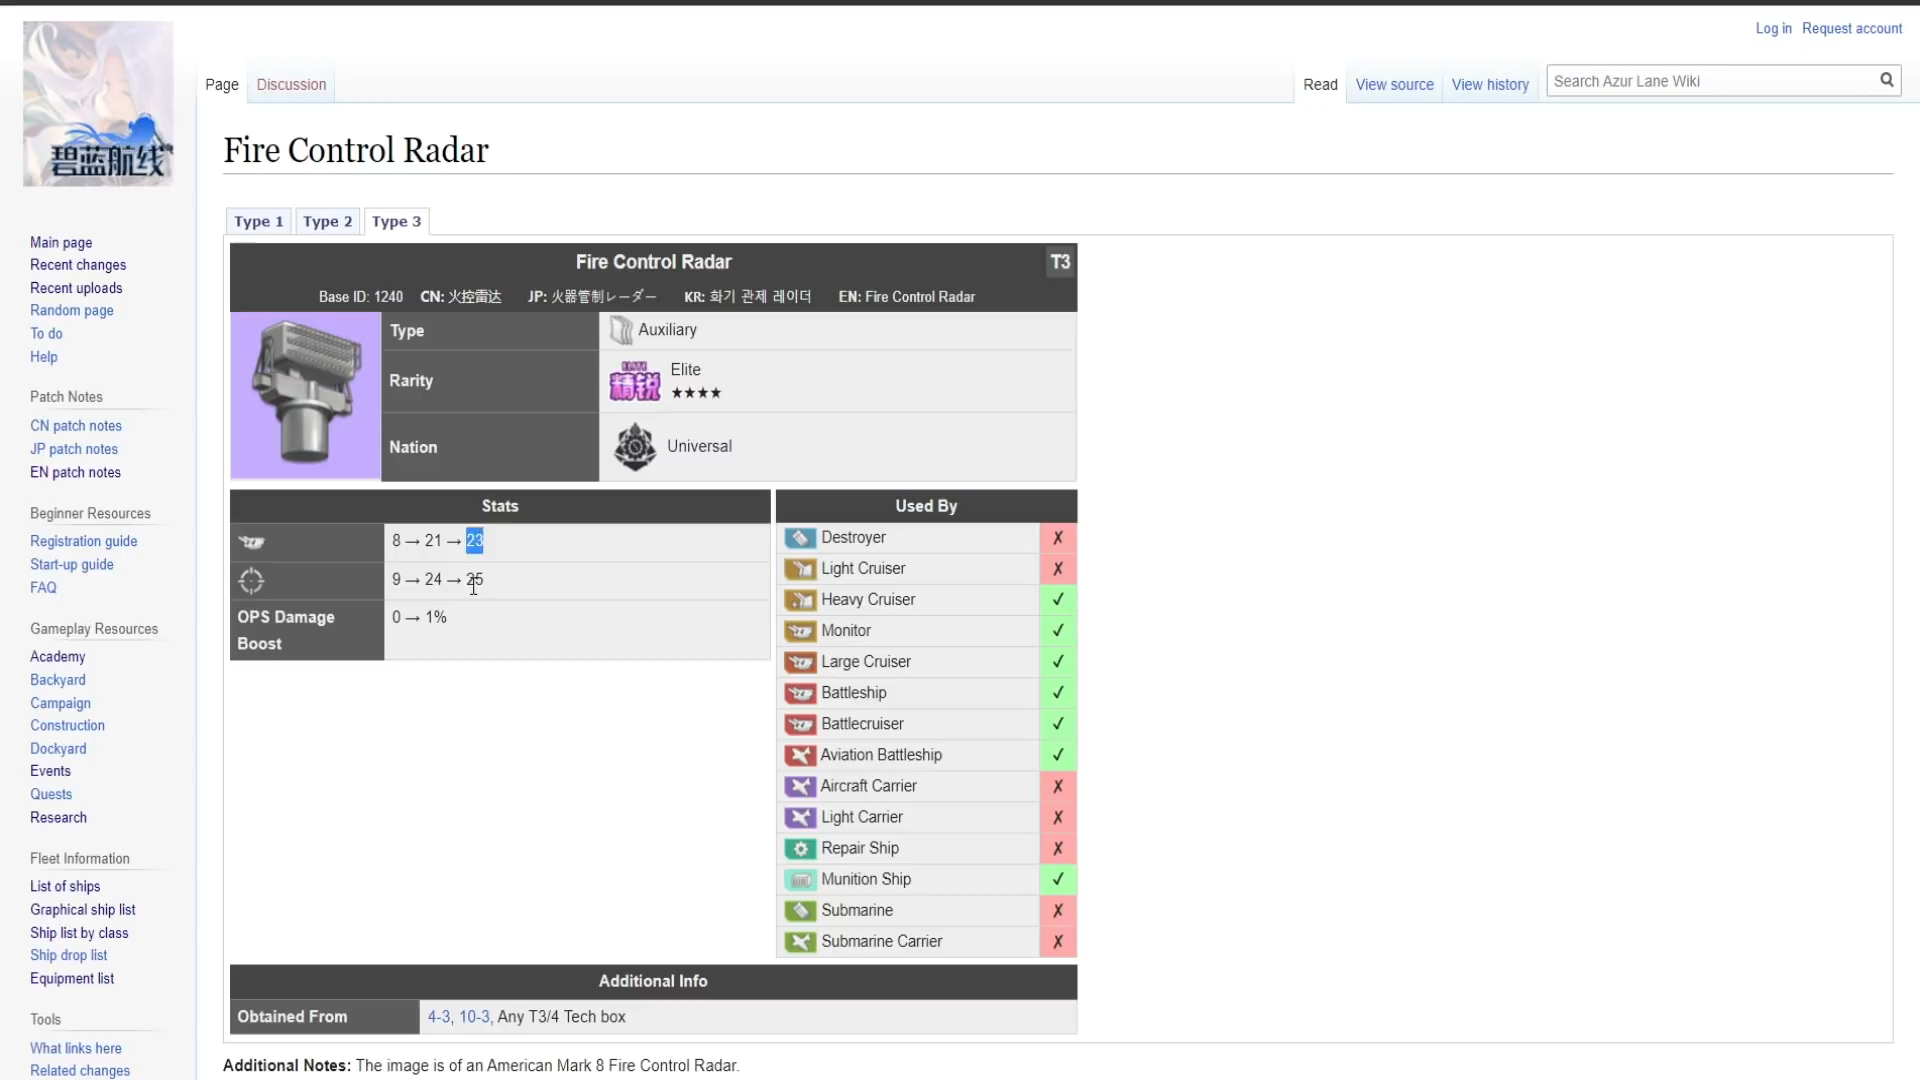 Log in Request account
碧蓝航线
Page Discussion Read View source View history Search Azur Lane Wiki
Fire Control Radar
Type 1 Type 2 Type 3
Fire Control Radar T3
Base ID: 1240 CN: 火控雷达 JP: 火器管制レーダー KR: 화기 관제 레이더 EN: Fire Control Radar
Type Auxiliary
Rarity ELITE 精锐 Elite
★★★★
Nation Universal
Stats
8 → 21 → 23
9 → 24 → 25
OPS Damage Boost 0 → 1%
Used By
Destroyer ✗
Light Cruiser ✗
Heavy Cruiser ✓
Monitor ✓
Large Cruiser ✓
Battleship ✓
Battlecruiser ✓
Aviation Battleship ✓
Aircraft Carrier ✗
Light Carrier ✗
Repair Ship ✗
Munition Ship ✓
Submarine ✗
Submarine Carrier ✗
Additional Info
Obtained From 4-3, 10-3, Any T3/4 Tech box
Additional Notes: The image is of an American Mark 8 Fire Control Radar.
Main page
Recent changes
Recent uploads
Random page
To do
Help
Patch Notes
CN patch notes
JP patch notes
EN patch notes
Beginner Resources
Registration guide
Start-up guide
FAQ
Gameplay Resources
Academy
Backyard
Campaign
Construction
Dockyard
Events
Quests
Research
Fleet Information
List of ships
Graphical ship list
Ship list by class
Ship drop list
Equipment list
Tools
What links here
Related changes